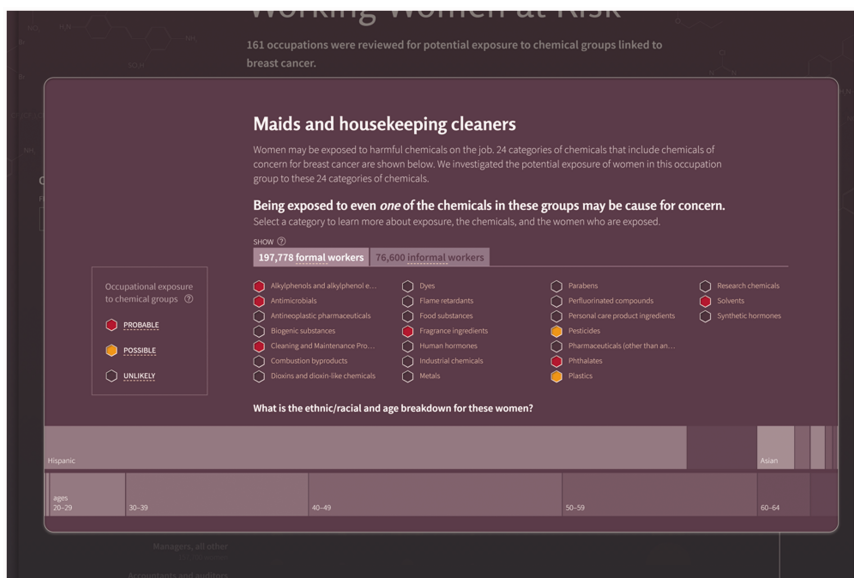 Working Women at Risk
161 occupations were reviewed for potential exposure to chemical groups linked to
breast cancer.
Maids and housekeeping cleaners
Women may be exposed to harmful chemicals on the job. 24 categories of chemicals that include chemicals of
concern for breast cancer are shown below. We investigated the potential exposure of women in this occupation
group to these 24 categories of chemicals.
Being exposed to even one of the chemicals in these groups may be cause for concern.
Select a category to learn more about exposure, the chemicals, and the women who are exposed.
SHOW ?
197,778 formal workers 76,600 informal workers
Occupational exposure
to chemical groups ?
PROBABLE
POSSIBLE
UNLIKELY
Alkylphenols and alkylphenol e...
Antimicrobials
Antineoplastic pharmaceuticals
Biogenic substances
Cleaning and Maintenance Pro...
Combustion byproducts
Dioxins and dioxin-like chemicals
Dyes
Flame retardants
Food substances
Fragrance ingredients
Human hormones
Industrial chemicals
Metals
Parabens
Perfluorinated compounds
Personal care product ingredients
Pesticides
Pharmaceuticals (other than an...
Phthalates
Plastics
Research chemicals
Solvents
Synthetic hormones
What is the ethnic/racial and age breakdown for these women?
Hispanic
Asian
ages
20–29
30–39
40–49
50–59
60–64
Managers, all other
Accountants and auditors